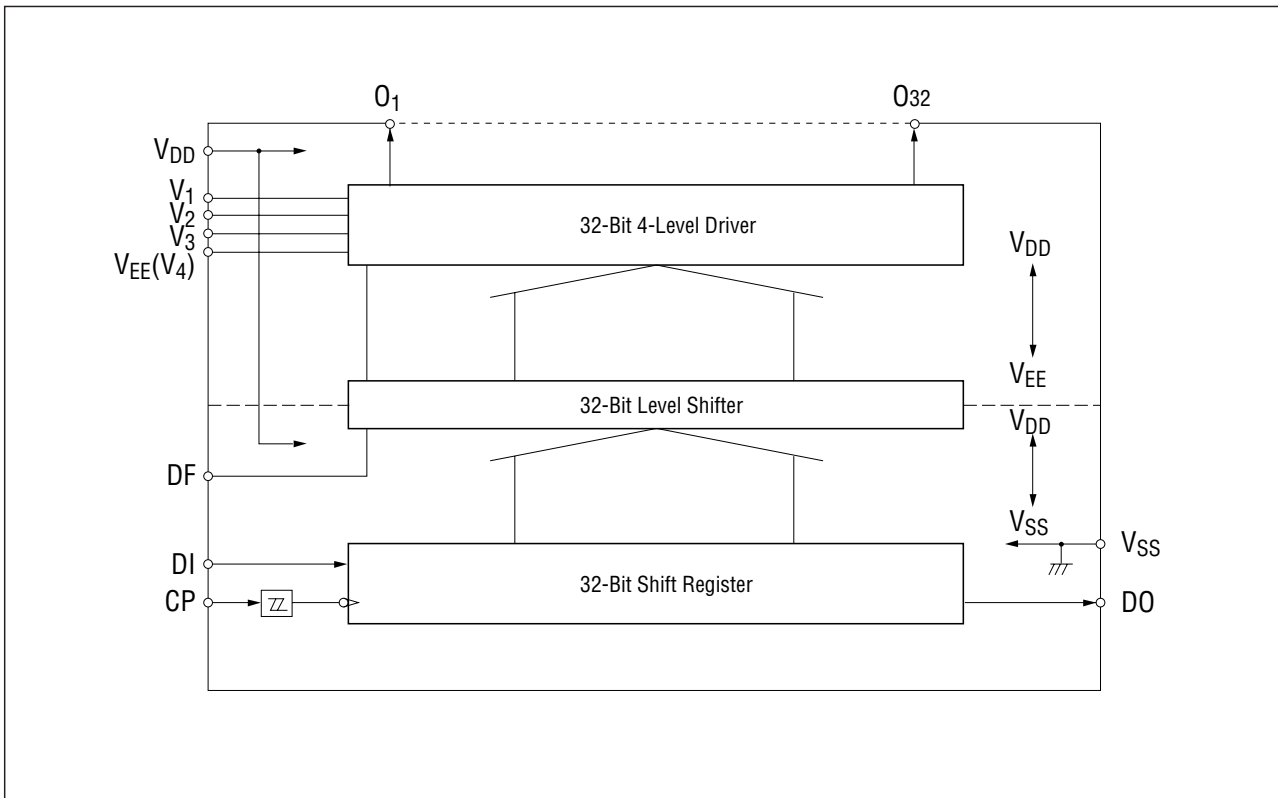 O1 O32
VDD
V1
V2
V3
VEE(V4)
32-Bit 4-Level Driver
VDD
VEE
32-Bit Level Shifter
VDD
DF
VSS
VSS
DI
32-Bit Shift Register
CP
DO